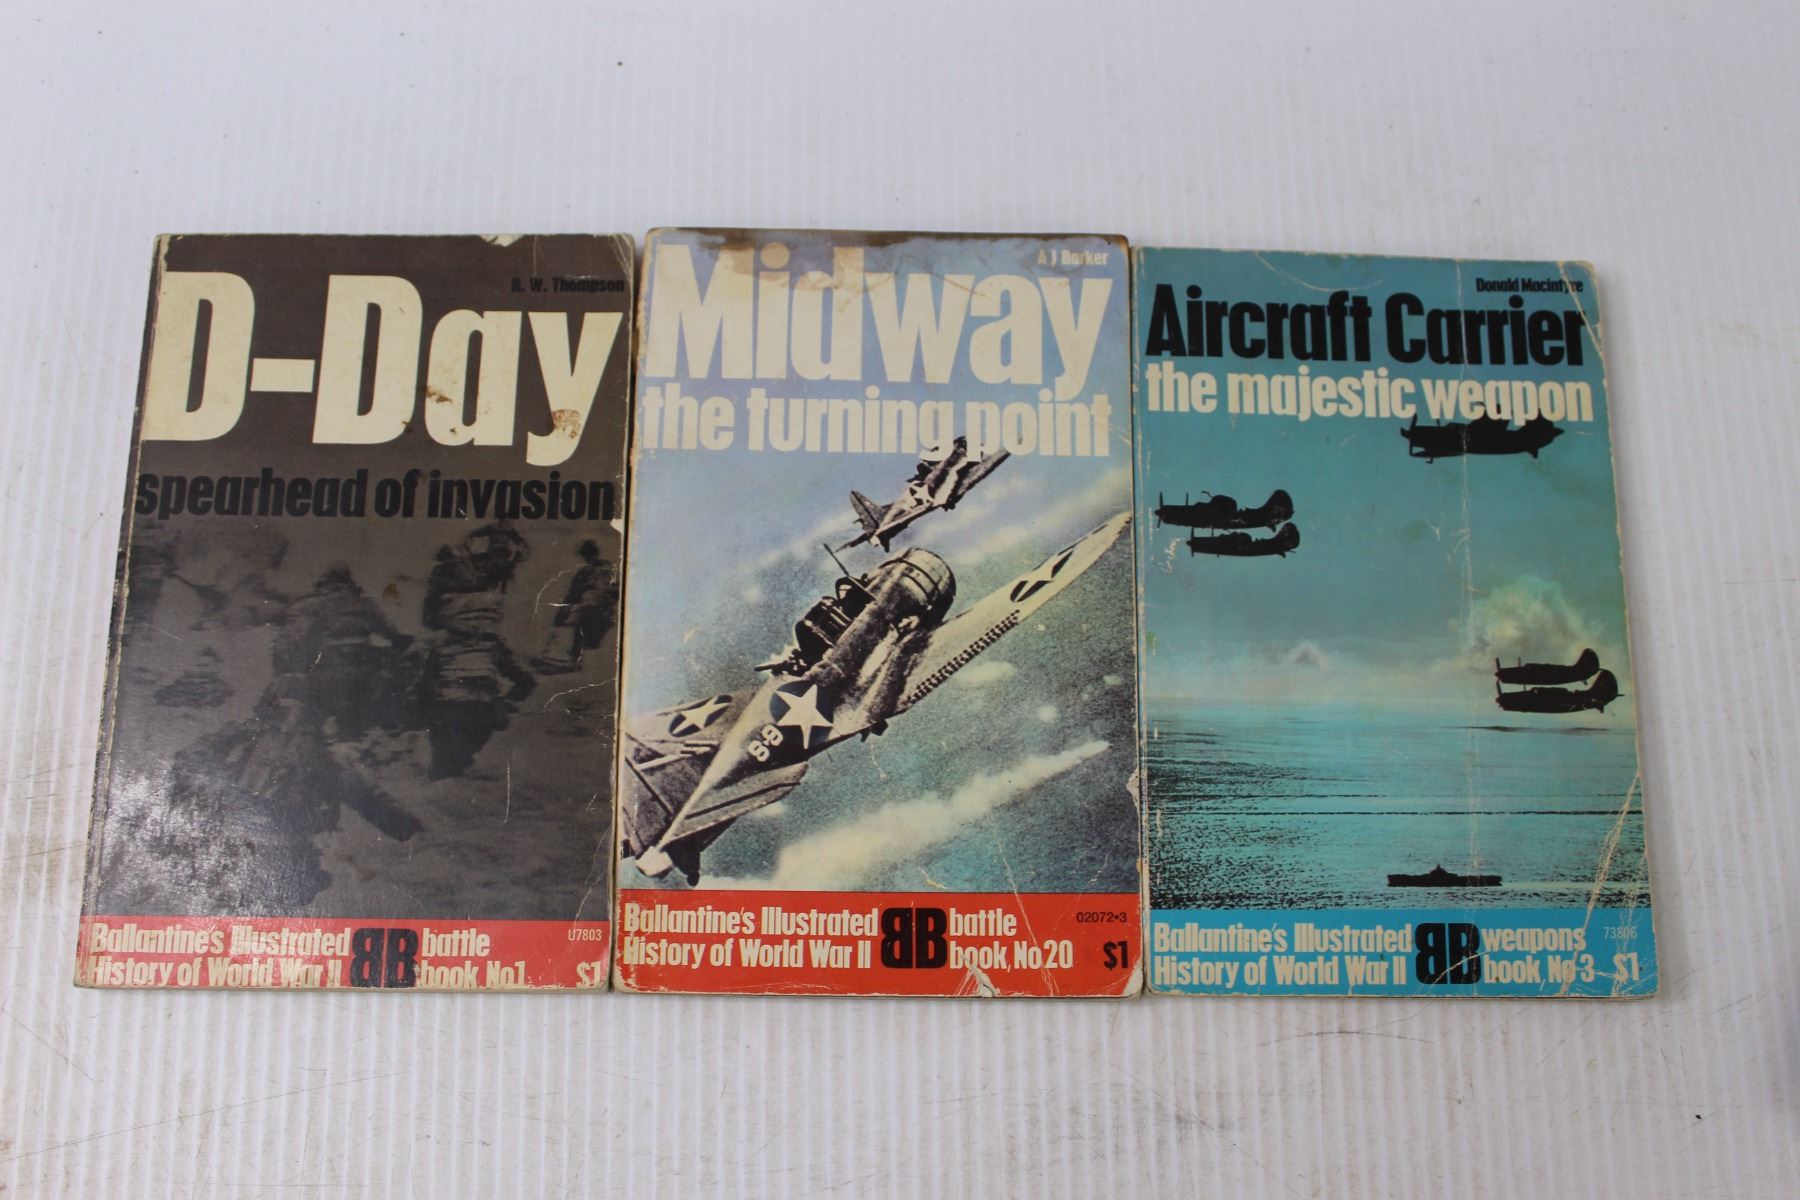 R. W. Thompson
D-Day
spearhead of invasion
Ballantine's Illustrated
History of World War II
BB
battle
book No1
U7803
$1
A J Barker
Midway
the turning point
8-8
Ballantine's Illustrated
History of World War II
BB
battle
book, No 20
02072•3
$1
Donald Macintyre
Aircraft Carrier
the majestic weapon
Ballantine's Illustrated
History of World War II
BB
weapons
book, No 3
73806
$1